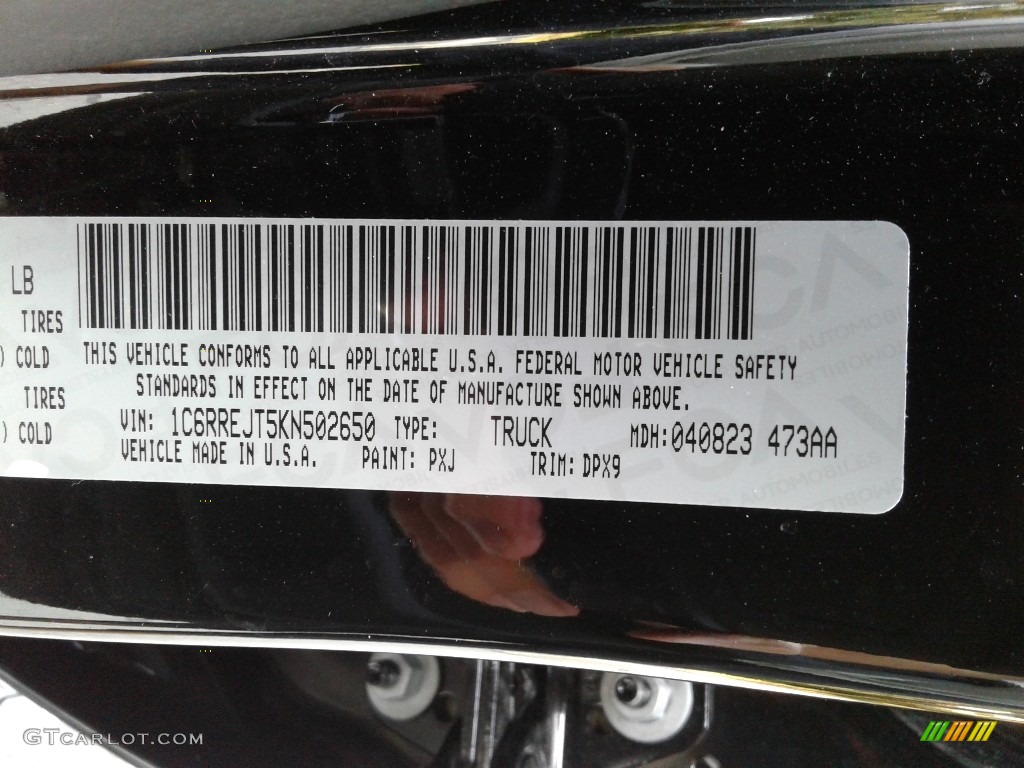 LB
TIRES
) COLD
TIRES
) COLD
THIS VEHICLE CONFORMS TO ALL APPLICABLE U.S.A. FEDERAL MOTOR VEHICLE SAFETY
STANDARDS IN EFFECT ON THE DATE OF MANUFACTURE SHOWN ABOVE.
VIN: 1C6RREJT5KN502650 TYPE: TRUCK MDH:040823 473AA
VEHICLE MADE IN U.S.A. PAINT: PXJ TRIM: DPX9
GTCARLOT.COM